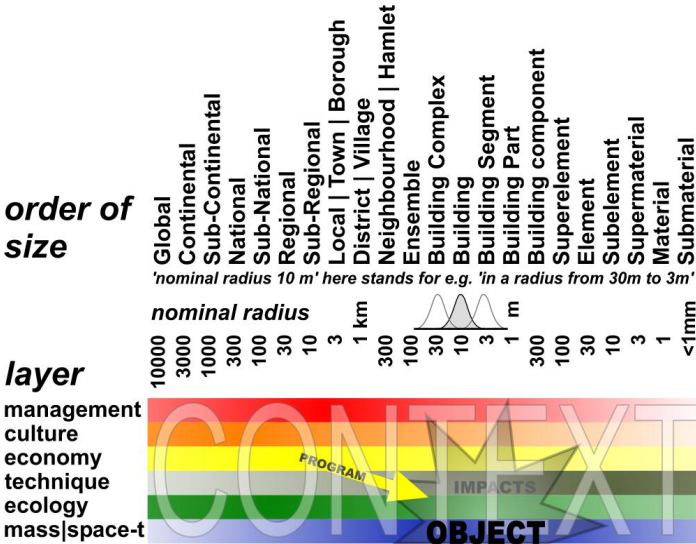 order of
size
Global
Continental
Sub-Continental
National
Sub-National
Regional
Sub-Regional
Local | Town | Borough
District | Village
Neighbourhood | Hamlet
Ensemble
Building Complex
Building
Building Segment
Building Part
Building component
Superelement
Element
Subelement
Supermaterial
Material
Submaterial
'nominal radius 10 m' here stands for e.g. 'in a radius from 30m to 3m'
nominal radius
10000
3000
1000
300
100
30
10
3
1 km
300
100
30
10
3
1 m
300
100
30
10
3
1
<1mm
layer
management
culture
economy
technique
ecology
mass|space-t
CONTEXT
PROGRAM
IMPACTS
OBJECT